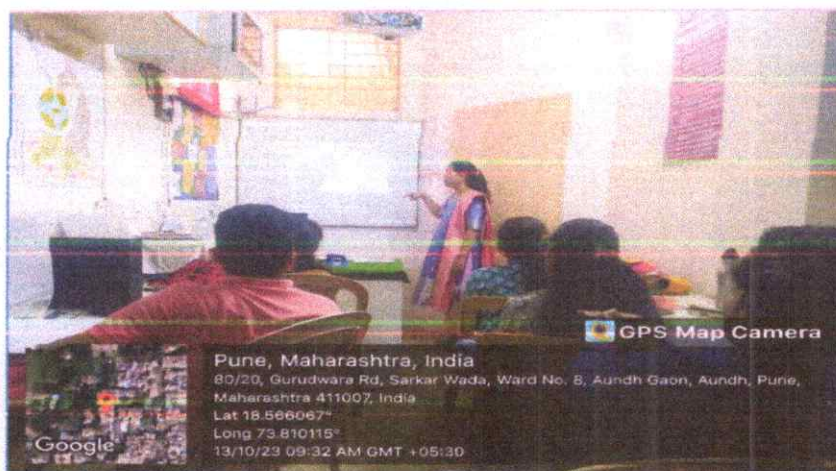 GPS Map Camera
Pune, Maharashtra, India
80/20, Gurudwara Rd, Sarkar Wada, Ward No. 8, Aundh Gaon, Aundh, Pune,
Maharashtra 411007, India
Lat 18.566067°
Long 73.810115°
13/10/23 09:32 AM GMT +05:30
Google